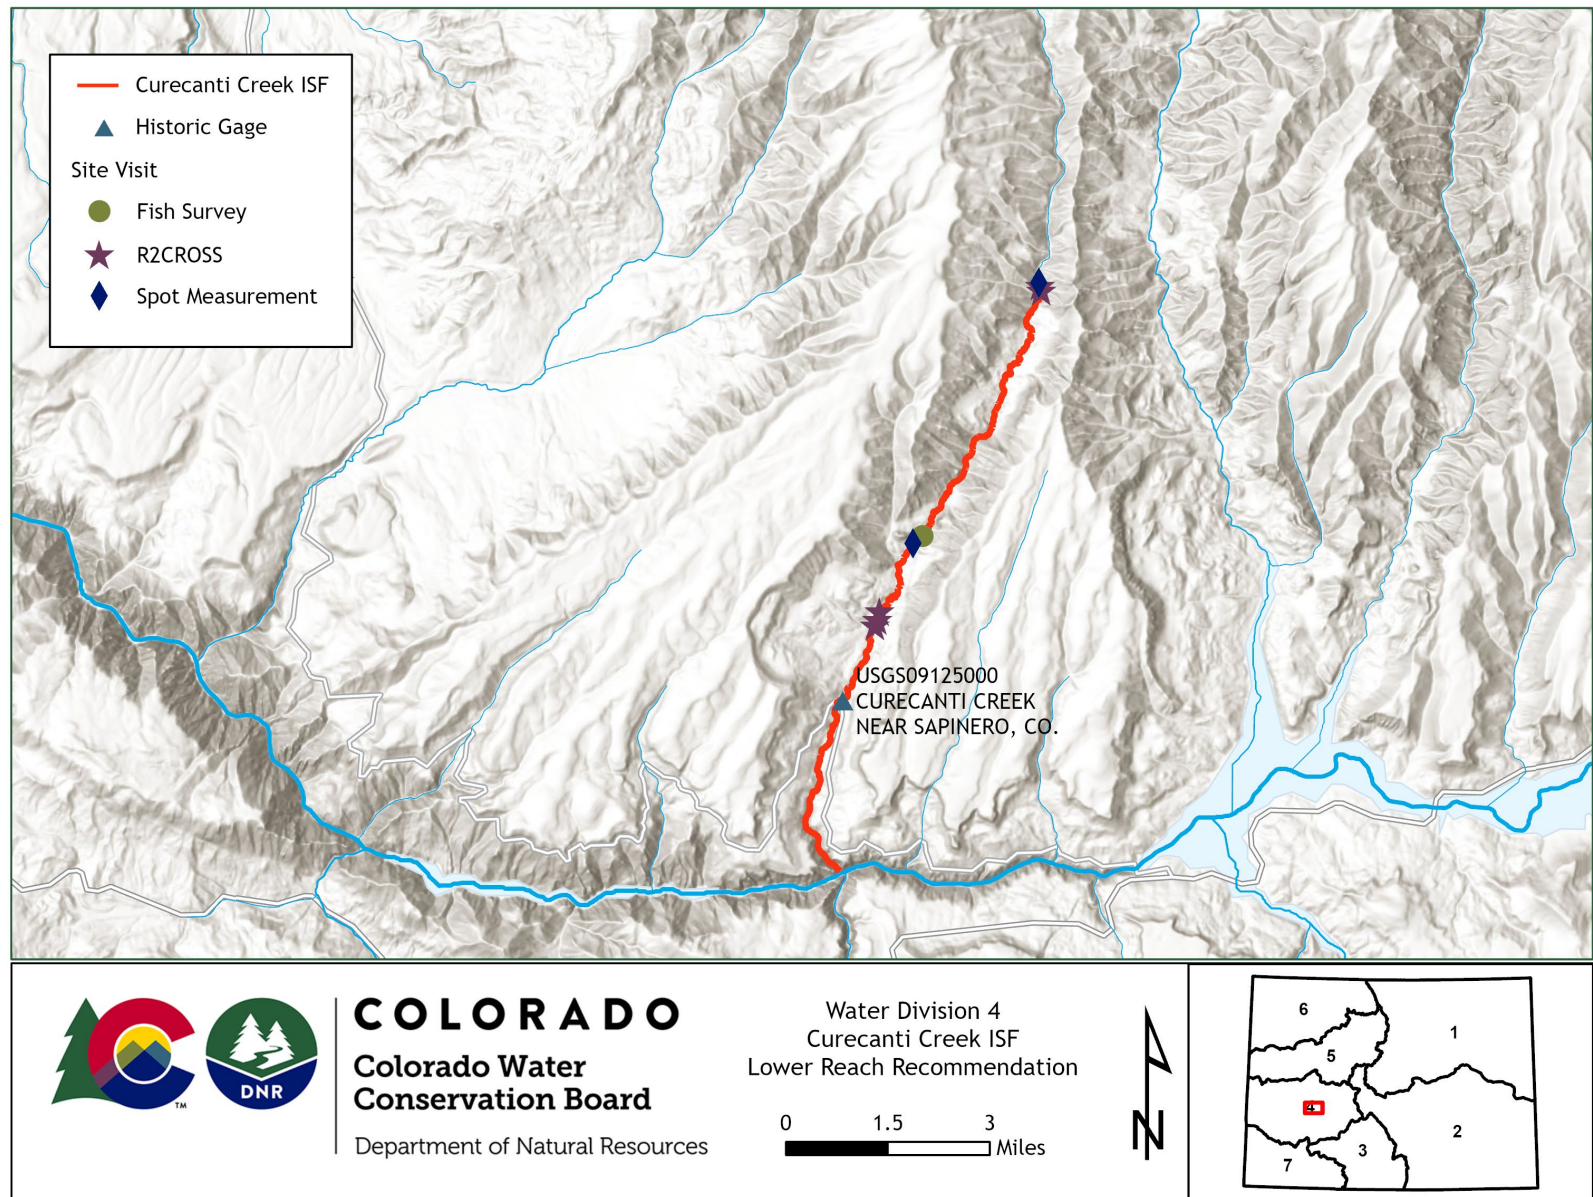 Curecanti Creek ISF
Historic Gage
Site Visit
Fish Survey
R2CROSS
Spot Measurement
USGS09125000
CURECANTI CREEK
NEAR SAPINERO, CO.
C
TM
DNR
COLORADO
Colorado Water
Conservation Board
Department of Natural Resources
Water Division 4
Curecanti Creek ISF
Lower Reach Recommendation
0 1.5 3
Miles
N
6
1
5
4
2
3
7